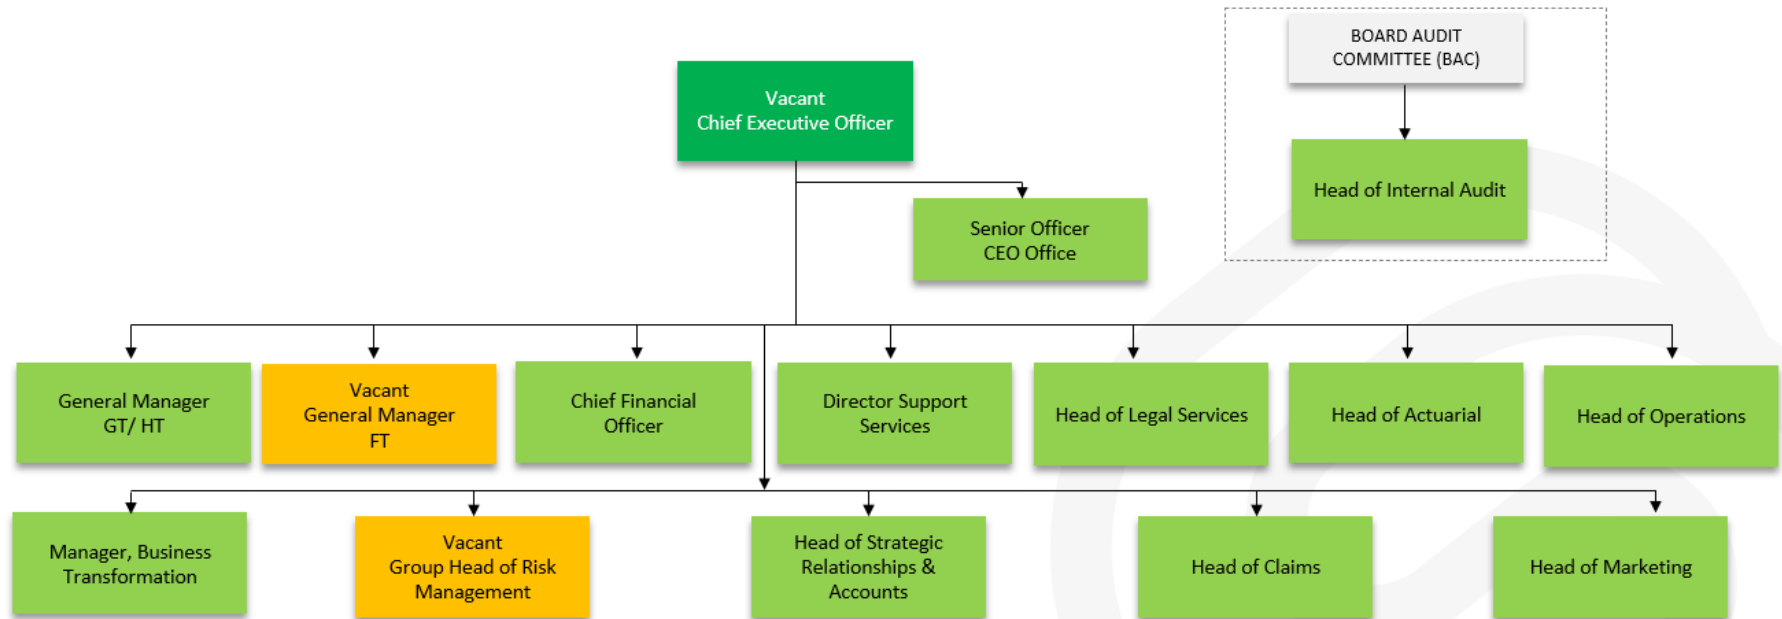 BOARD AUDIT
COMMITTEE (BAC)
Vacant
Chief Executive Officer
Head of Internal Audit
Senior Officer
CEO Office
General Manager
GT/ HT
Vacant
General Manager
FT
Chief Financial
Officer
Director Support
Services
Head of Legal Services
Head of Actuarial
Head of Operations
Manager, Business
Transformation
Vacant
Group Head of Risk
Management
Head of Strategic
Relationships &
Accounts
Head of Claims
Head of Marketing